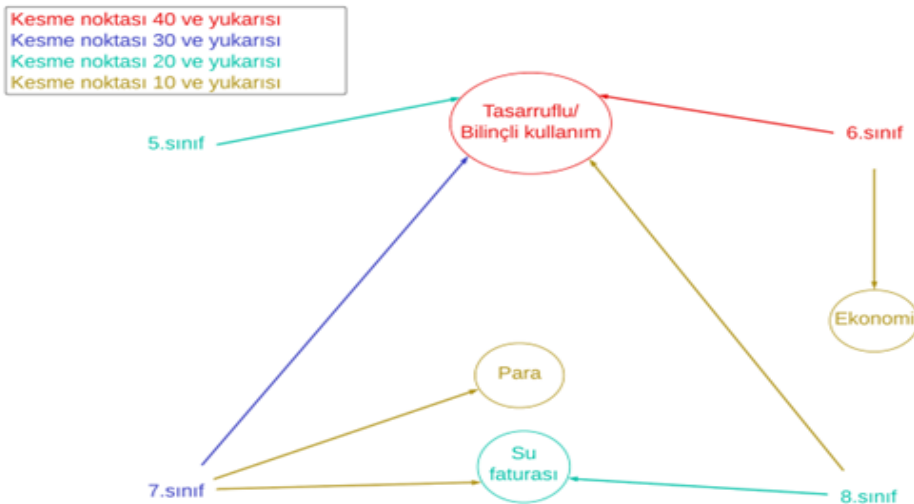 Kesme noktası 40 ve yukarısı
Kesme noktası 30 ve yukarısı
Kesme noktası 20 ve yukarısı
Kesme noktası 10 ve yukarısı
Tasarruflu/
Bilinçli kullanım
5.sınıf
6.sınıf
Ekonomi
Para
Su
faturası
7.sınıf
8.sınıf